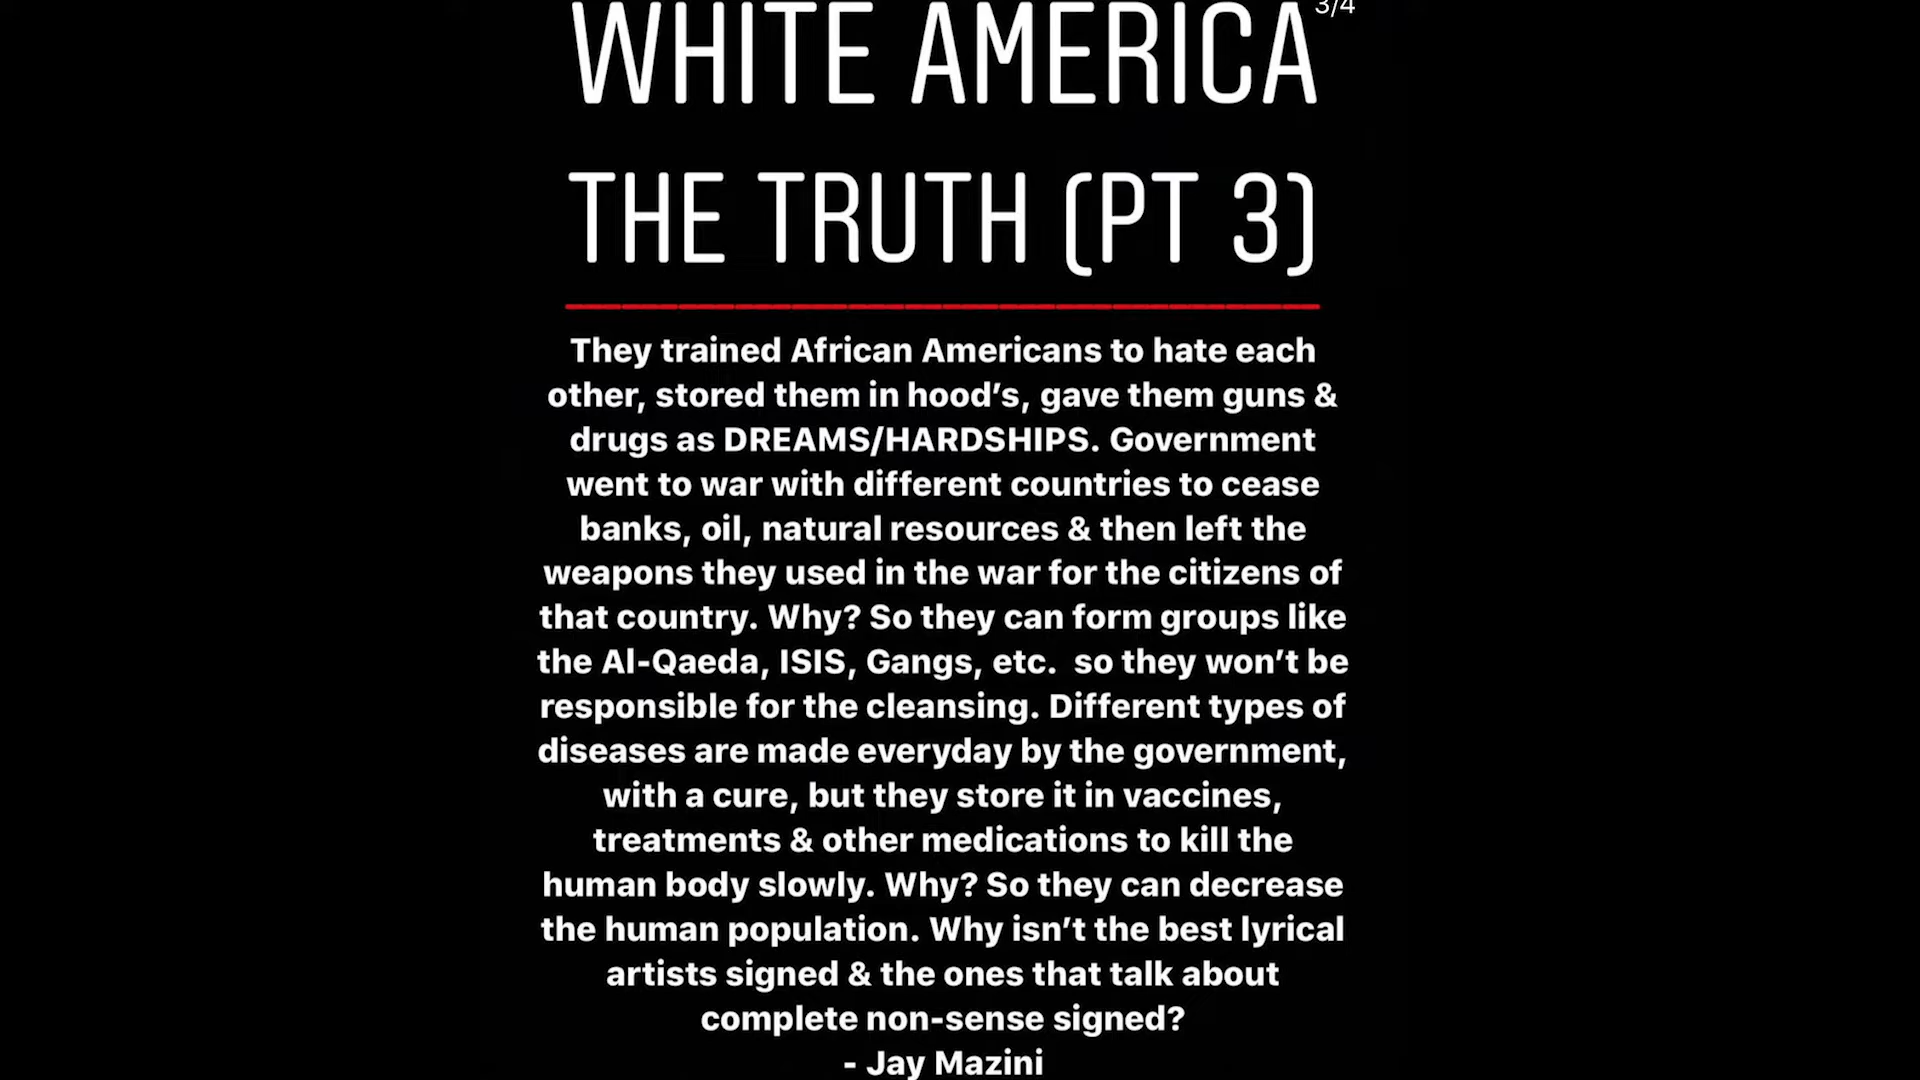 3/4
WHITE AMERICA
THE TRUTH (PT 3)
They trained African Americans to hate each
other, stored them in hood’s, gave them guns &
drugs as DREAMS/HARDSHIPS. Government
went to war with different countries to cease
banks, oil, natural resources & then left the
weapons they used in the war for the citizens of
that country. Why? So they can form groups like
the Al-Qaeda, ISIS, Gangs, etc.  so they won’t be
responsible for the cleansing. Different types of
diseases are made everyday by the government,
with a cure, but they store it in vaccines,
treatments & other medications to kill the
human body slowly. Why? So they can decrease
the human population. Why isn’t the best lyrical
artists signed & the ones that talk about
complete non-sense signed?
- Jay Mazini